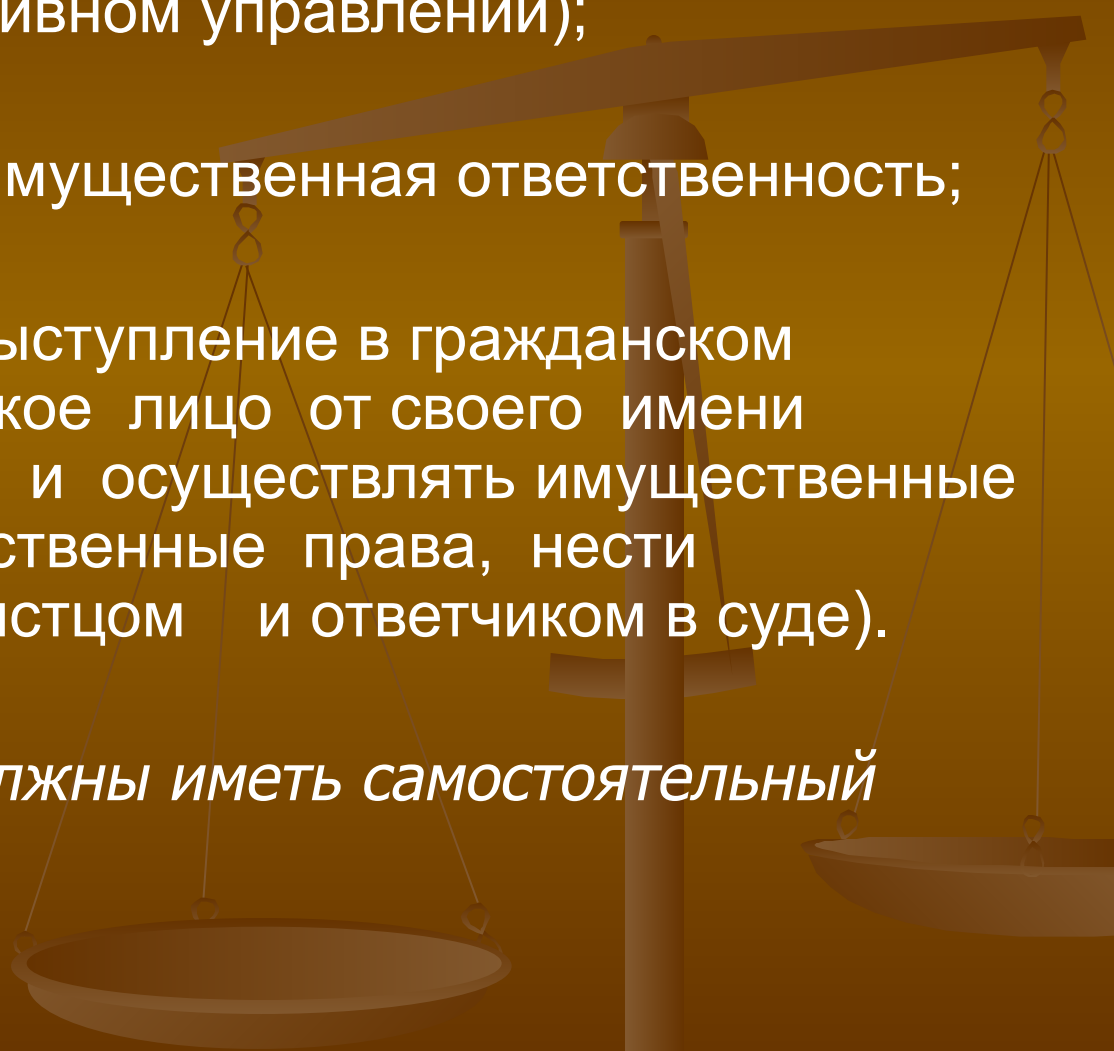 ивном управлении);
мущественная ответственность;
ыступление в гражданском
кое лицо от своего имени
и осуществлять имущественные
ственные права, нести
истцом и ответчиком в суде).
лжны иметь самостоятельный